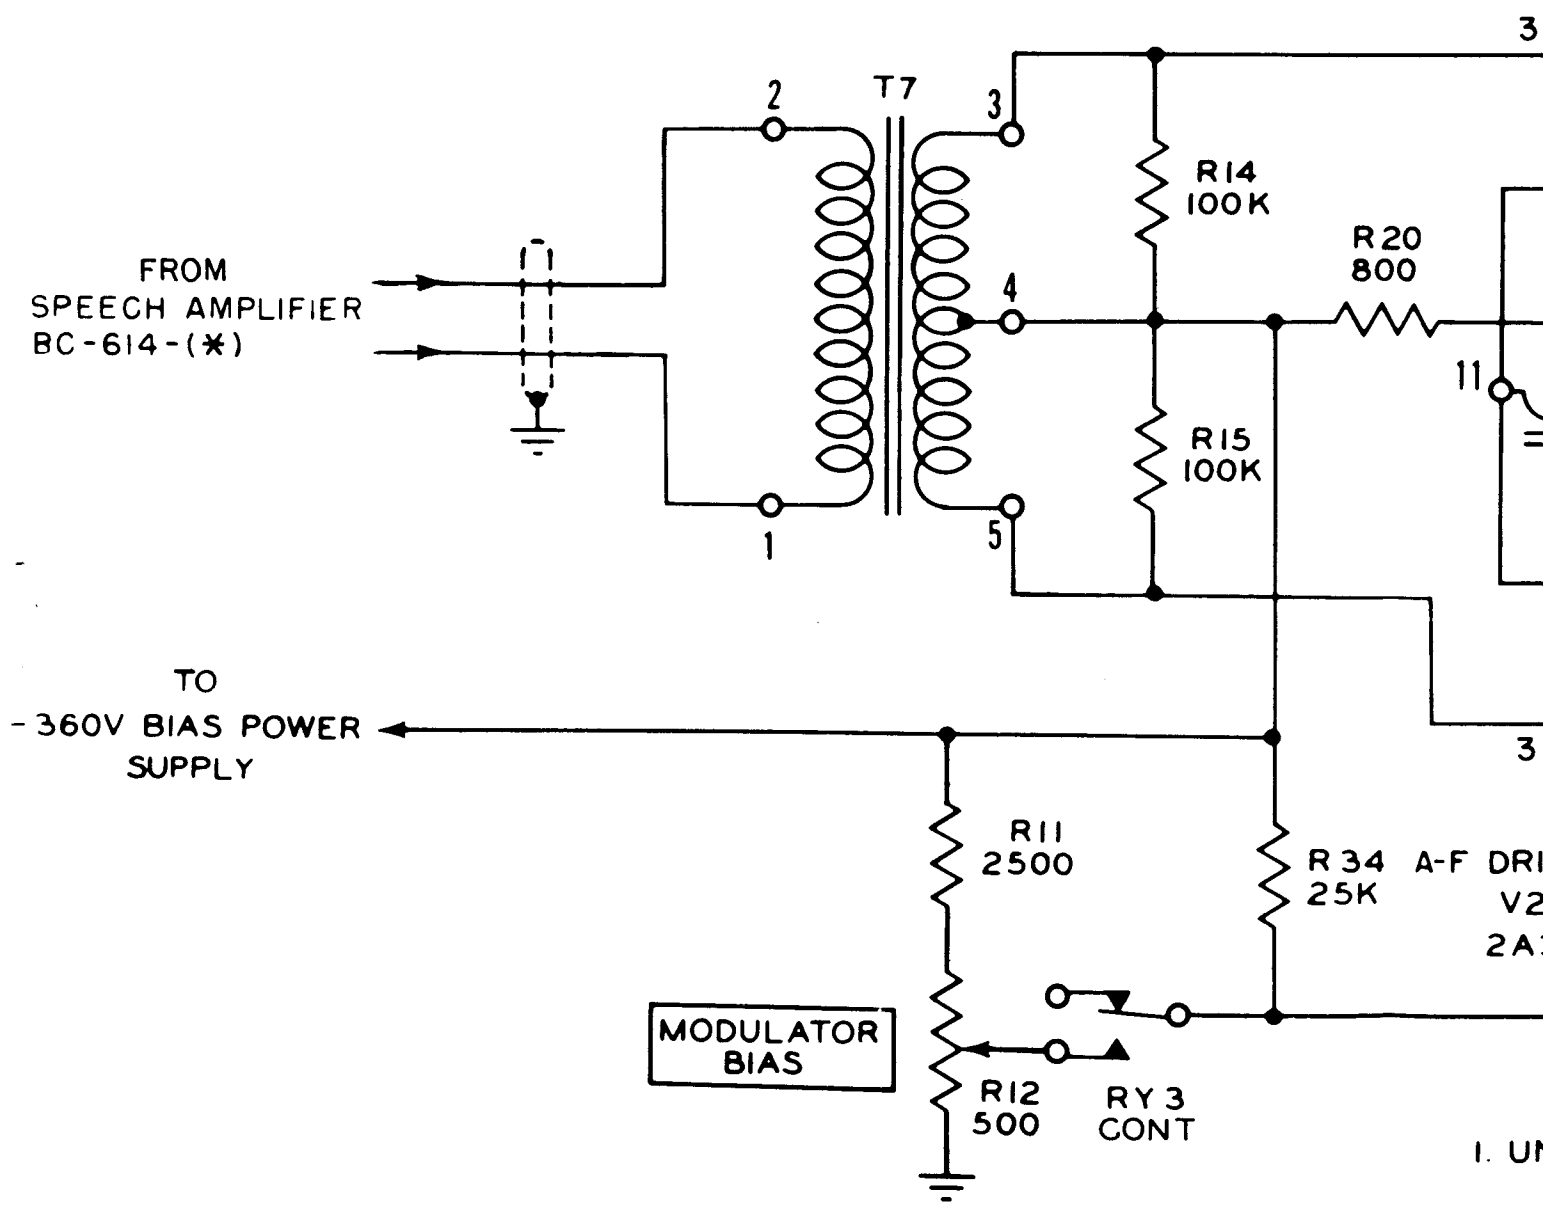 3
2
T7
3
R14
100K
R20
800
FROM
SPEECH AMPLIFIER
BC-614-(*)
4
11
R15
100K
1
5
TO
-360V BIAS POWER
SUPPLY
3
R11
2500
R34
25K
A-F DRI
V2
2A
MODULATOR
BIAS
R12
500
RY3
CONT
1. UN